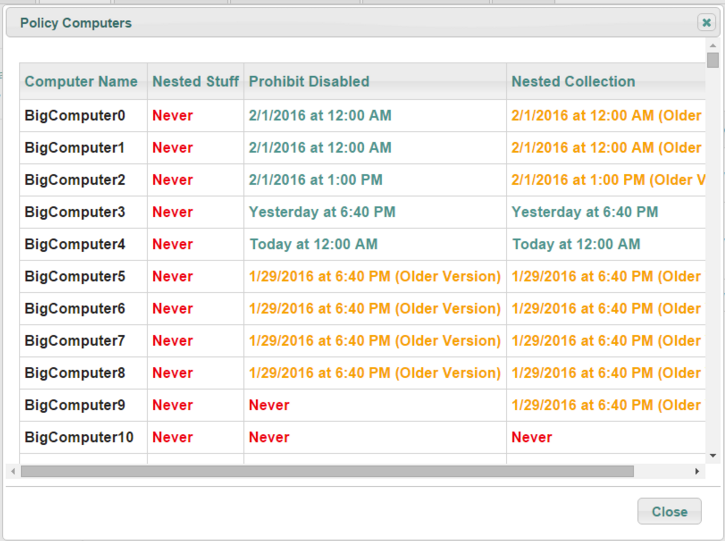 Policy Computers
Computer Name Nested Stuff Prohibit Disabled Nested Collection
BigComputer0 Never 2/1/2016 at 12:00 AM 2/1/2016 at 12:00 AM (Older
BigComputer1 Never 2/1/2016 at 12:00 AM 2/1/2016 at 12:00 AM (Older
BigComputer2 Never 2/1/2016 at 1:00 PM 2/1/2016 at 1:00 PM (Older V
BigComputer3 Never Yesterday at 6:40 PM Yesterday at 6:40 PM
BigComputer4 Never Today at 12:00 AM Today at 12:00 AM
BigComputer5 Never 1/29/2016 at 6:40 PM (Older Version) 1/29/2016 at 6:40 PM (Older
BigComputer6 Never 1/29/2016 at 6:40 PM (Older Version) 1/29/2016 at 6:40 PM (Older
BigComputer7 Never 1/29/2016 at 6:40 PM (Older Version) 1/29/2016 at 6:40 PM (Older
BigComputer8 Never 1/29/2016 at 6:40 PM (Older Version) 1/29/2016 at 6:40 PM (Older
BigComputer9 Never Never 1/29/2016 at 6:40 PM (Older
BigComputer10 Never Never Never
Close